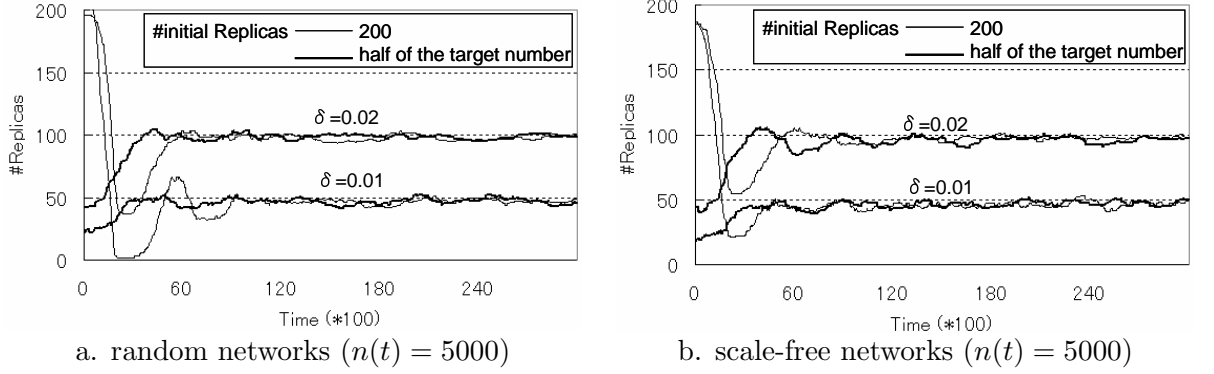 200
150
100
50
0
#Replicas
#initial Replicas 200
half of the target number
δ=0.02
δ=0.01
0 60 120 180 240
Time (*100)
a. random networks (n(t) = 5000)
200
150
100
50
0
#Replicas
#initial Replicas 200
half of the target number
δ=0.02
δ=0.01
0 60 120 180 240
Time (*100)
b. scale-free networks (n(t) = 5000)